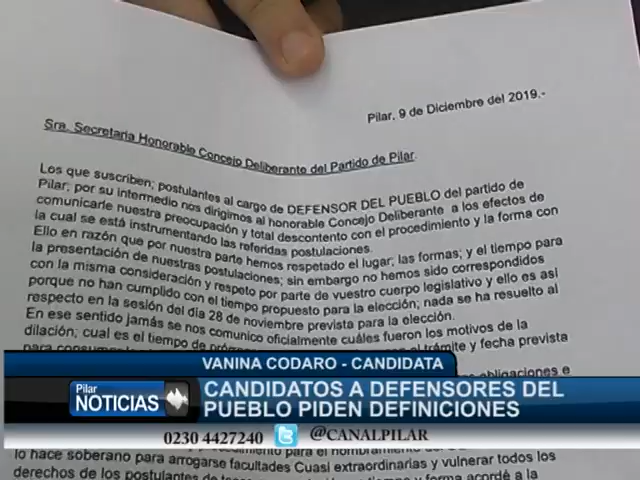 Pilar, 9 de Diciembre del 2019.-
Sra. Secretaria Honorable Concejo Deliberante del Partido de Pilar.
Los que suscriben; postulantes al cargo de DEFENSOR DEL PUEBLO del partido de
Pilar; por su intermedio nos dirigimos al honorable Concejo Deliberante a los efectos de
comunicarle nuestra preocupación y total descontento con el procedimiento y la forma con
la cual se está instrumentando las referidas postulaciones.
Ello en razón que por nuestra parte hemos respetado el lugar; las formas; y el tiempo para
la presentación de nuestras postulaciones; sin embargo no hemos sido correspondidos
con la misma consideración y respeto por parte de vuestro cuerpo legislativo y ello es así
porque no han cumplido con el tiempo propuesto para la elección; nada se ha resuelto al
respecto en la sesión del día 28 de noviembre prevista para la elección.
En ese sentido jamás se nos comunico oficialmente cuáles fueron los motivos de la
dilación; cual es el tiempo de el trámite y fecha prevista
VANINA CODARO - CANDIDATA
obligaciones e
Pilar
NOTICIAS
CANDIDATOS A DEFENSORES DEL
PUEBLO PIDEN DEFINICIONES
0230 4427240 @CANALPILAR
lo hace soberano para arrogarse facultades Cuasi extraordinarias y vulnerar todos los
derechos de los postulantes de